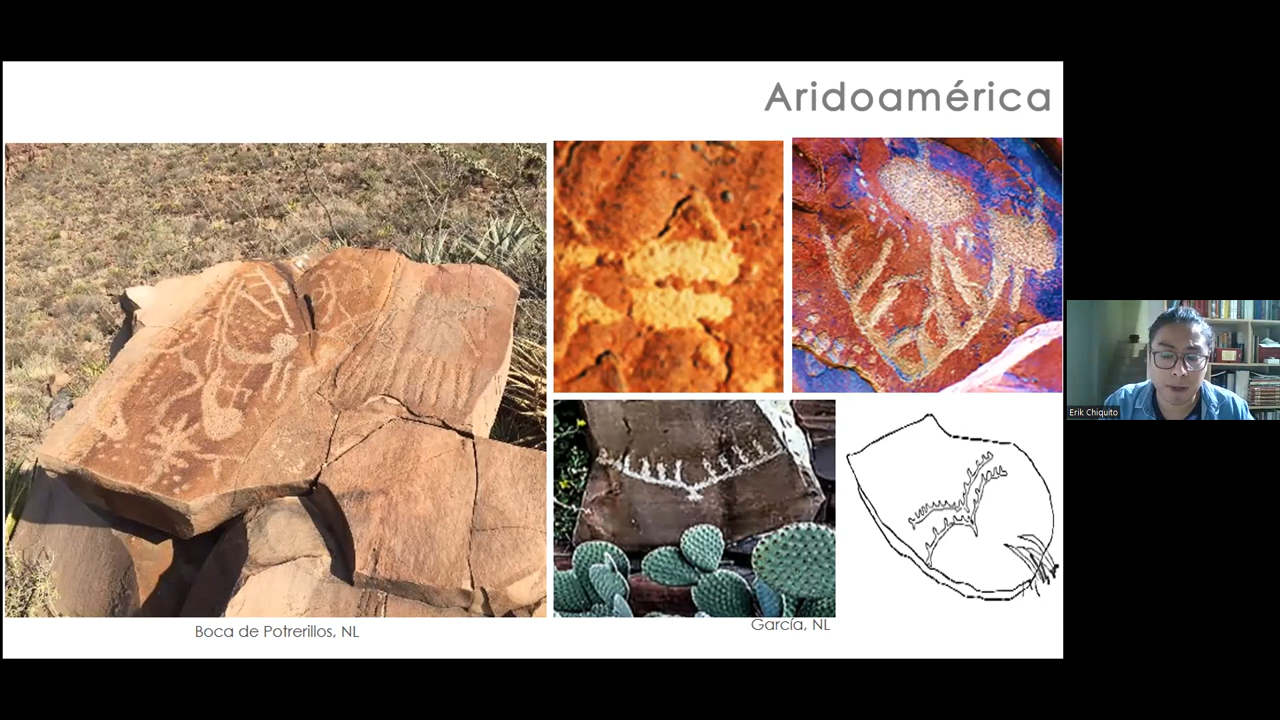 Aridoamérica
Erik Chiquito
Boca de Potrerillos, NL
García, NL